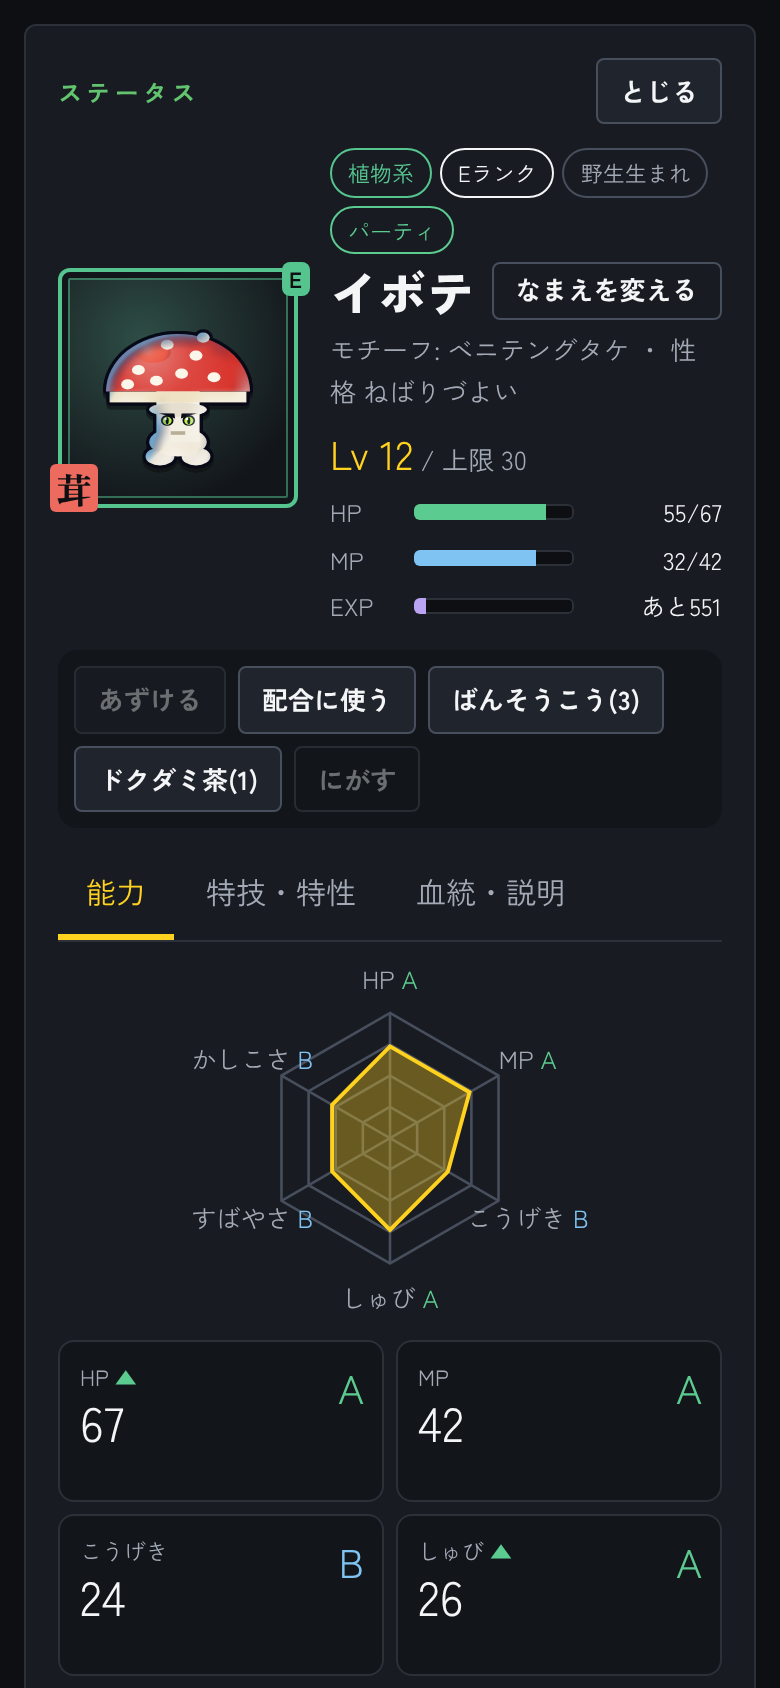 ステータス
とじる
植物系
Eランク
野生生まれ
パーティ
E
茸
イボテ
なまえを変える
モチーフ: ベニテングタケ ・ 性
格 ねばりづよい
Lv 12 / 上限 30
HP 55/67
MP 32/42
EXP あと551
あずける
配合に使う
ばんそうこう(3)
ドクダミ茶(1)
にがす
能力
特技・特性
血統・説明
HP A
かしこさ B
MP A
すばやさ B
こうげき B
しゅび A
HP ▲ A
67
MP A
42
こうげき B
24
しゅび ▲ A
26